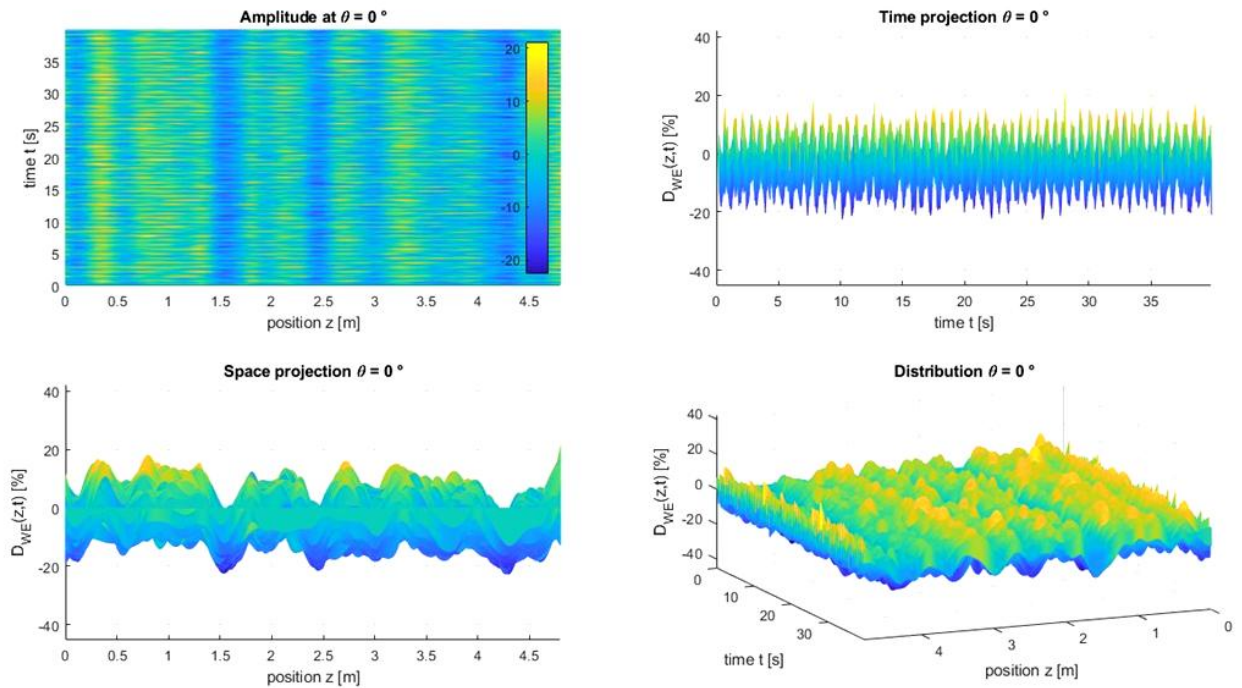 Amplitude at θ = 0 °
time t [s]
40
35
30
25
20
15
10
5
0
20
10
0
-10
-20
0 0.5 1 1.5 2 2.5 3 3.5 4 4.5
position z [m]
Time projection θ = 0 °
D_WE(z,t) [%]
40
20
0
-20
-40
0 5 10 15 20 25 30 35
time t [s]
Space projection θ = 0 °
D_WE(z,t) [%]
40
20
0
-20
-40
0 0.5 1 1.5 2 2.5 3 3.5 4 4.5
position z [m]
Distribution θ = 0 °
D_WE(z,t) [%]
40
20
0
-20
-40
0
10
20
30
time t [s]
4 3 2 1 0
position z [m]